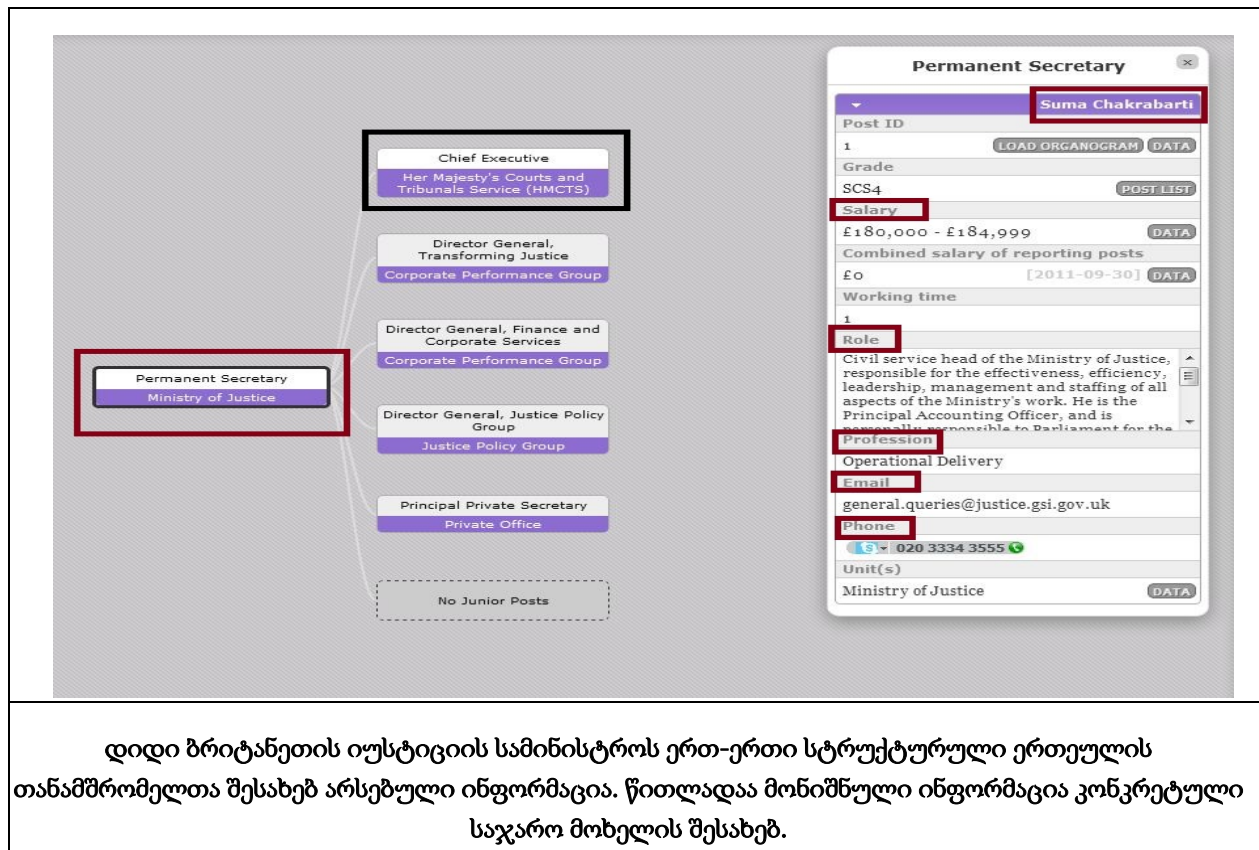 Chief Executive
Her Majesty's Courts and
Tribunals Service (HMCTS)
Director General,
Transforming Justice
Corporate Performance Group
Director General, Finance and
Corporate Services
Corporate Performance Group
Permanent Secretary
Ministry of Justice
Director General, Justice Policy
Group
Justice Policy Group
Principal Private Secretary
Private Office
No Junior Posts
Permanent Secretary
Suma Chakrabarti
Post ID
1 LOAD ORGANOGRAM DATA
Grade
SCS4 POST LIST
Salary
£180,000 - £184,999 DATA
Combined salary of reporting posts
£0 [2011-09-30] DATA
Working time
1
Role
Civil service head of the Ministry of Justice,
responsible for the effectiveness, efficiency,
leadership, management and staffing of all
aspects of the Ministry's work. He is the
Principal Accounting Officer, and is
personally responsible to Parliament for the
Profession
Operational Delivery
Email
general.queries@justice.gsi.gov.uk
Phone
020 3334 3555
Unit(s)
Ministry of Justice DATA
დიდი ბრიტანეთის იუსტიციის სამინისტროს ერთ-ერთი სტრუქტურული ერთეულის
თანამშრომელთა შესახებ არსებული ინფორმაცია. წითლადაა მონიშნული ინფორმაცია კონკრეტული
საჯარო მოხელის შესახებ.